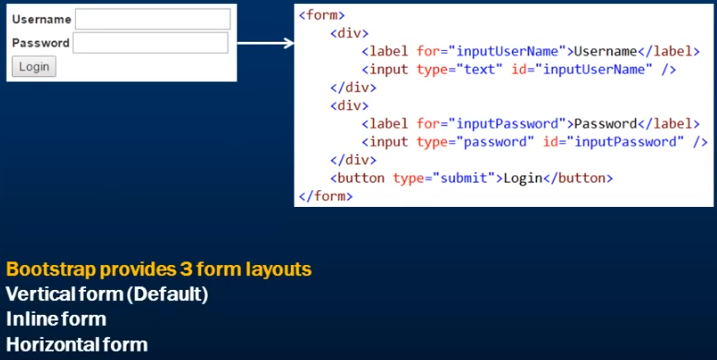 Username
Password
Login
<form>
<div>
<label for="inputUserName">Username</label>
<input type="text" id="inputUserName" />
</div>
<div>
<label for="inputPassword">Password</label>
<input type="password" id="inputPassword" />
</div>
<button type="submit">Login</button>
</form>
Bootstrap provides 3 form layouts
Vertical form (Default)
Inline form
Horizontal form